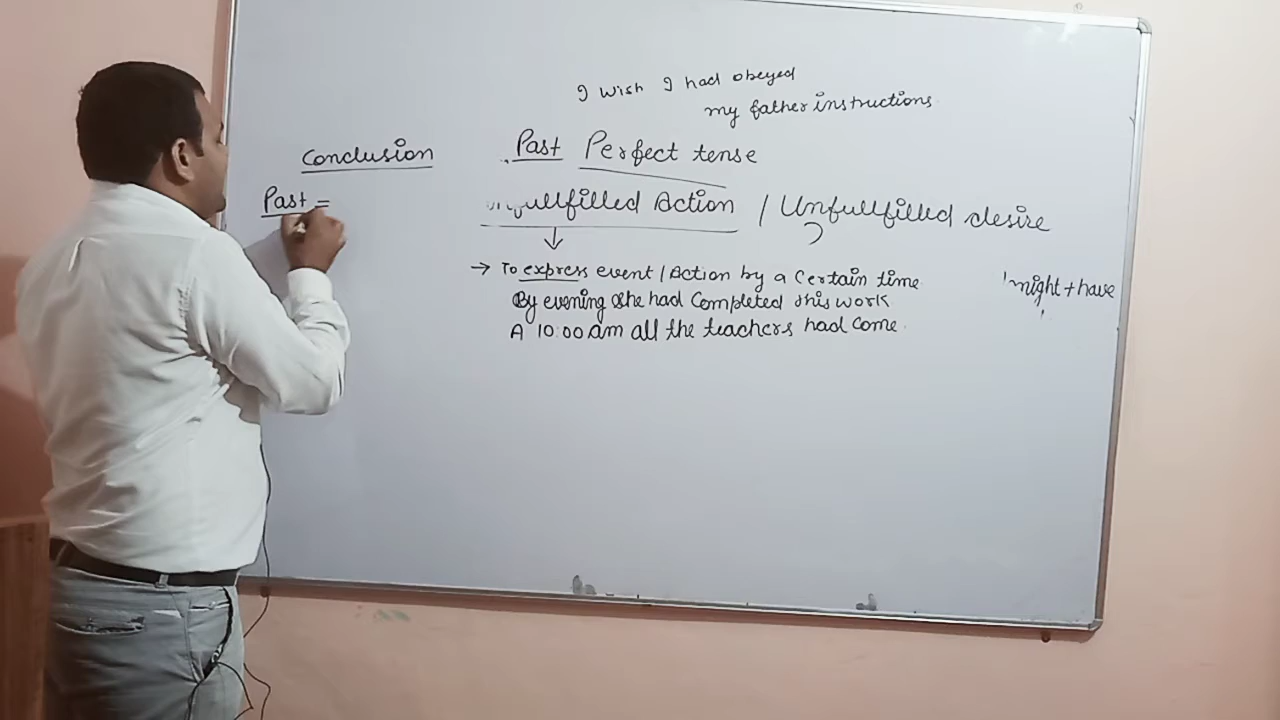 I wish I had obeyed
my father instructions
Conclusion
Past Perfect tense
Past =
Unfullfilled Action / Unfullfilled desire
→ To express event / Action by a Certain time
By evening she had Completed this work
might + have
A 10:00 am all the teachers had come.